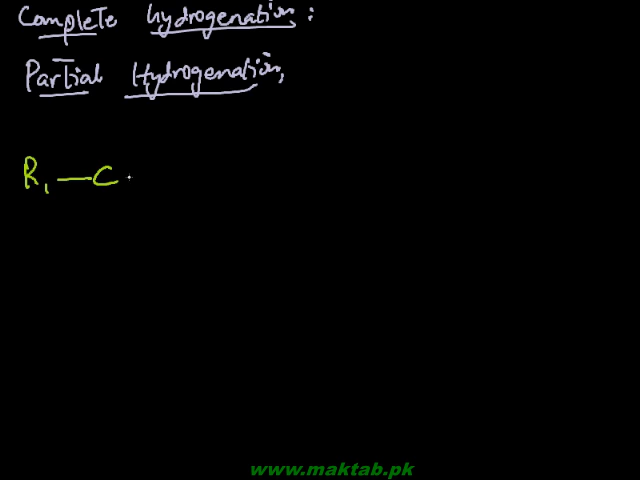 Complete hydrogenation:
Partial Hydrogenation,
R₁—C
www.maktab.pk